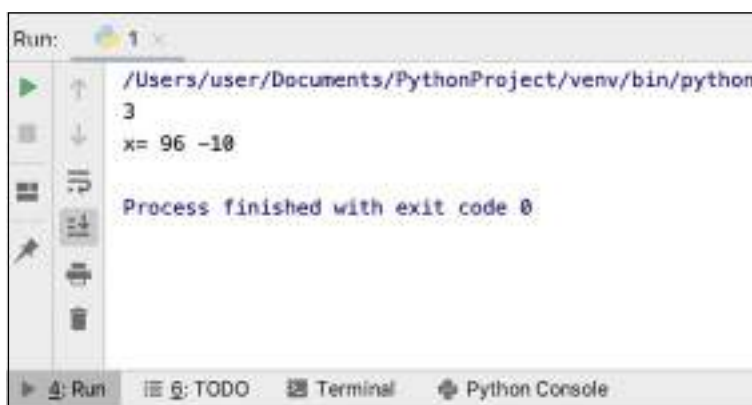 Run: 1
/Users/user/Documents/PythonProject/venv/bin/python
3
x= 96 -10
Process finished with exit code 0
4: Run 6: TODO Terminal Python Console